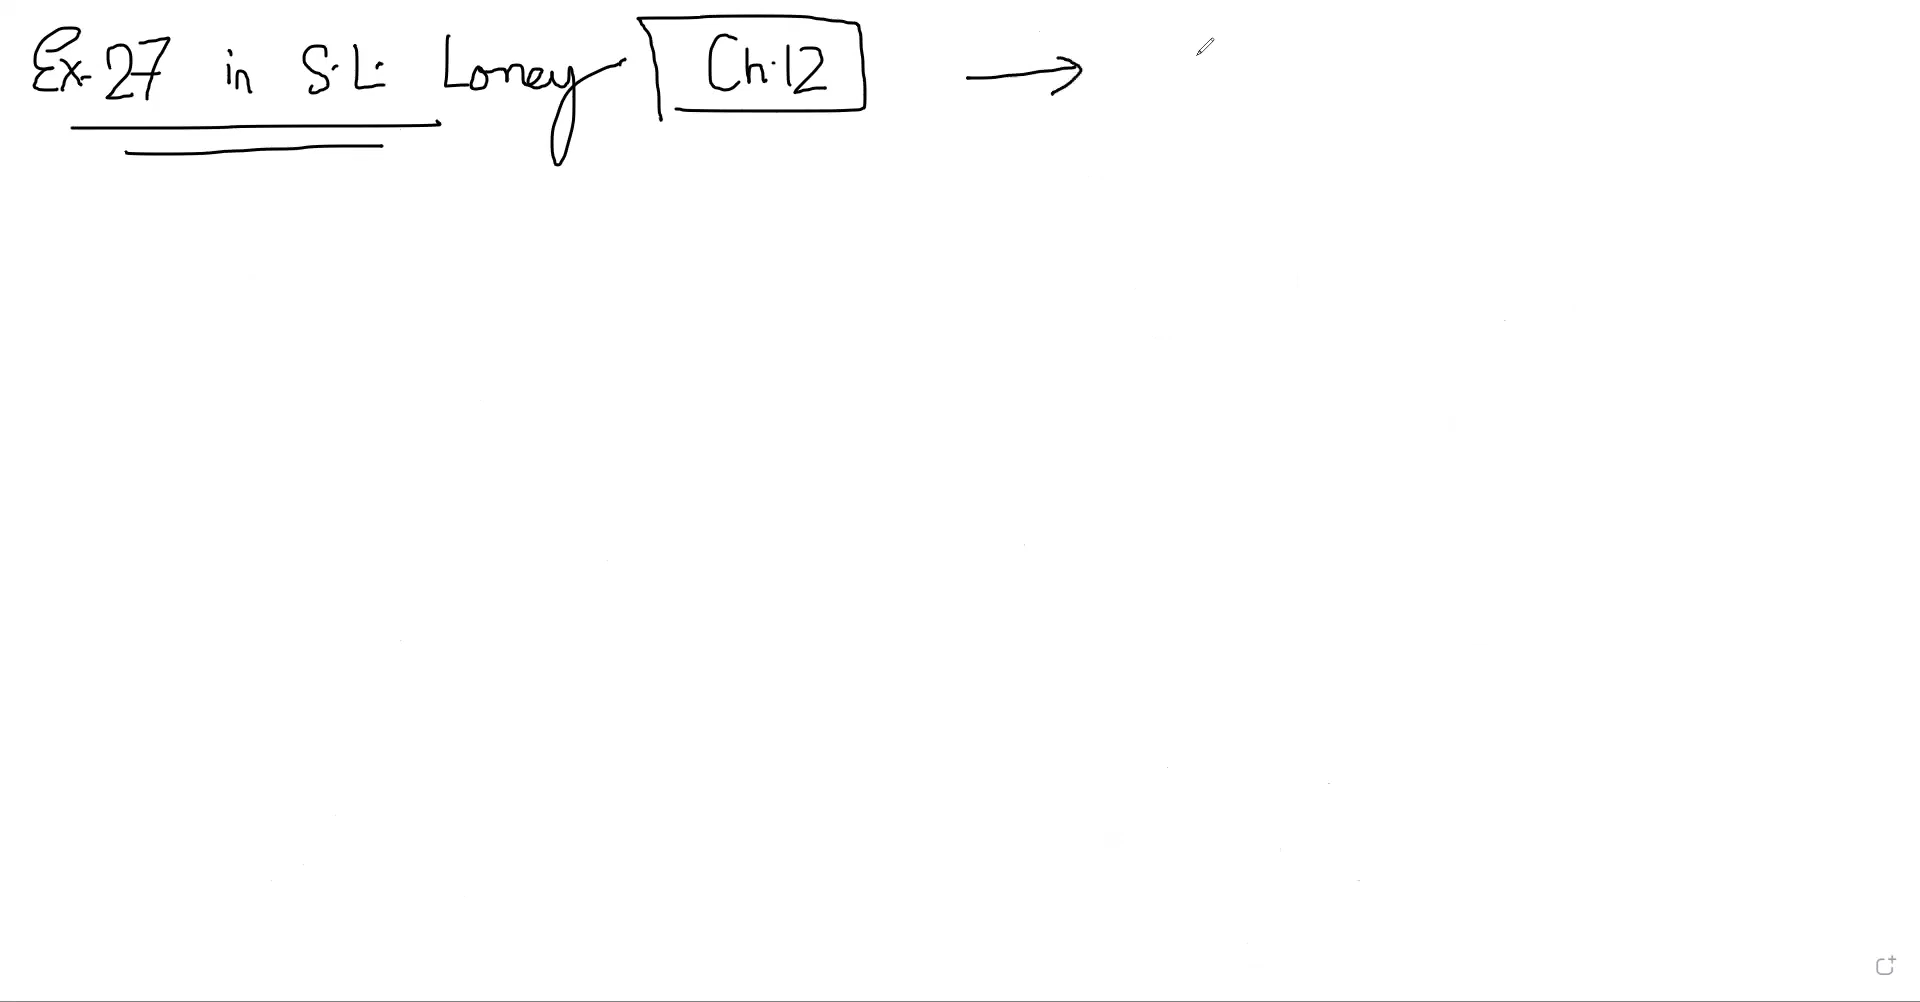 Ex. 27 in S.L. Loney Ch.12 →